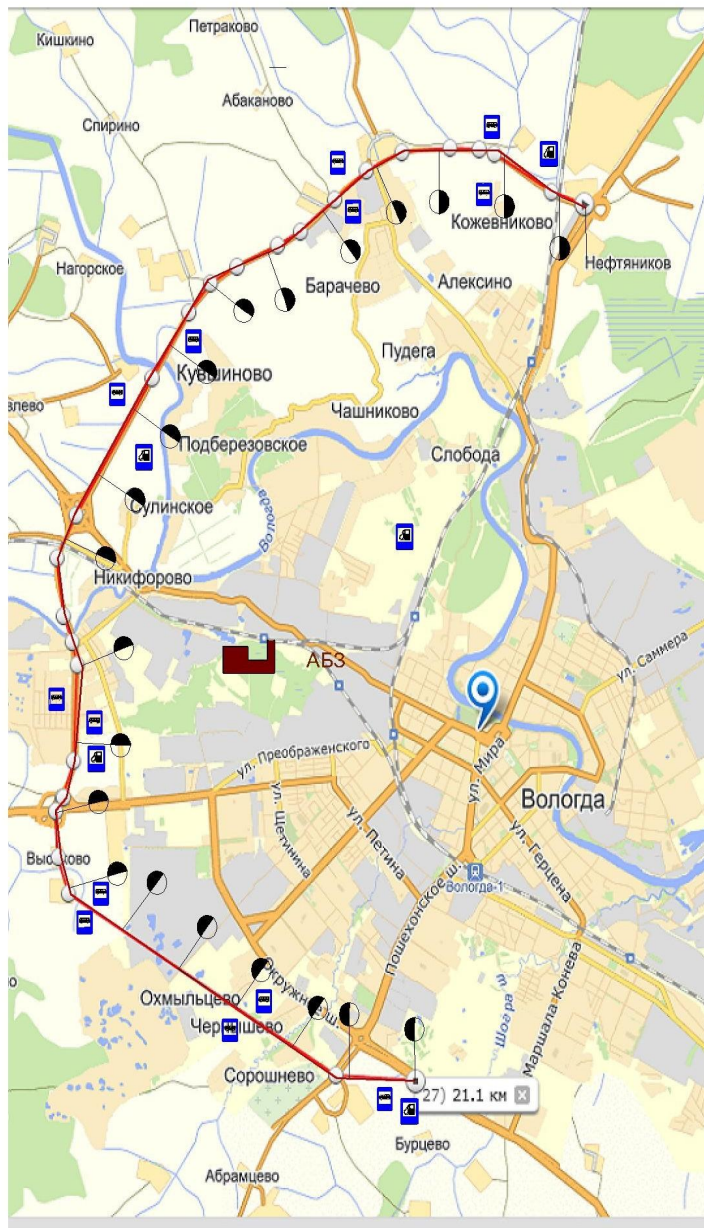 Петраково
Кишкино
Абаканово
Спирино
Кожевниково
Нефтяников
Нагорское
Барачево
Алексино
Пудега
Кувшиново
влево
Чашниково
Подберезовское
Слобода
Сулинское
Вологда
Никифорово
АБЗ
ул. Саммера
ул. Преображенского
ул. Мира
Вологда
ул. Щетинина
ул. Петина
ул. Герцена
Вологда-1
Пошехонское ш.
Окружное ш.
Шогра
Маршала Конева
о
Охмыльцево
Сорошнево
27) 21.1 км
Бурцево
Абрамцево